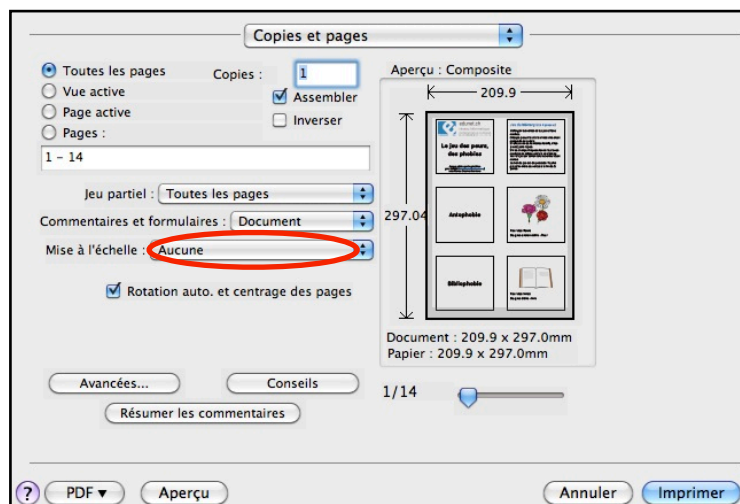 Copies et pages
Toutes les pages
Copies :
1
Vue active
Assembler
Page active
Inverser
Pages :
1 – 14
Jeu partiel : Toutes les pages
Commentaires et formulaires : Document
Mise à l'échelle : Aucune
Rotation auto. et centrage des pages
Avancées...
Conseils
Résumer les commentaires
Aperçu : Composite
209.9
297.04
Le jeu des peurs,
des phobies
Bibliophobie
Document : 209.9 x 297.0mm
Papier : 209.9 x 297.0mm
1/14
?
PDF ▼
Aperçu
Annuler
Imprimer